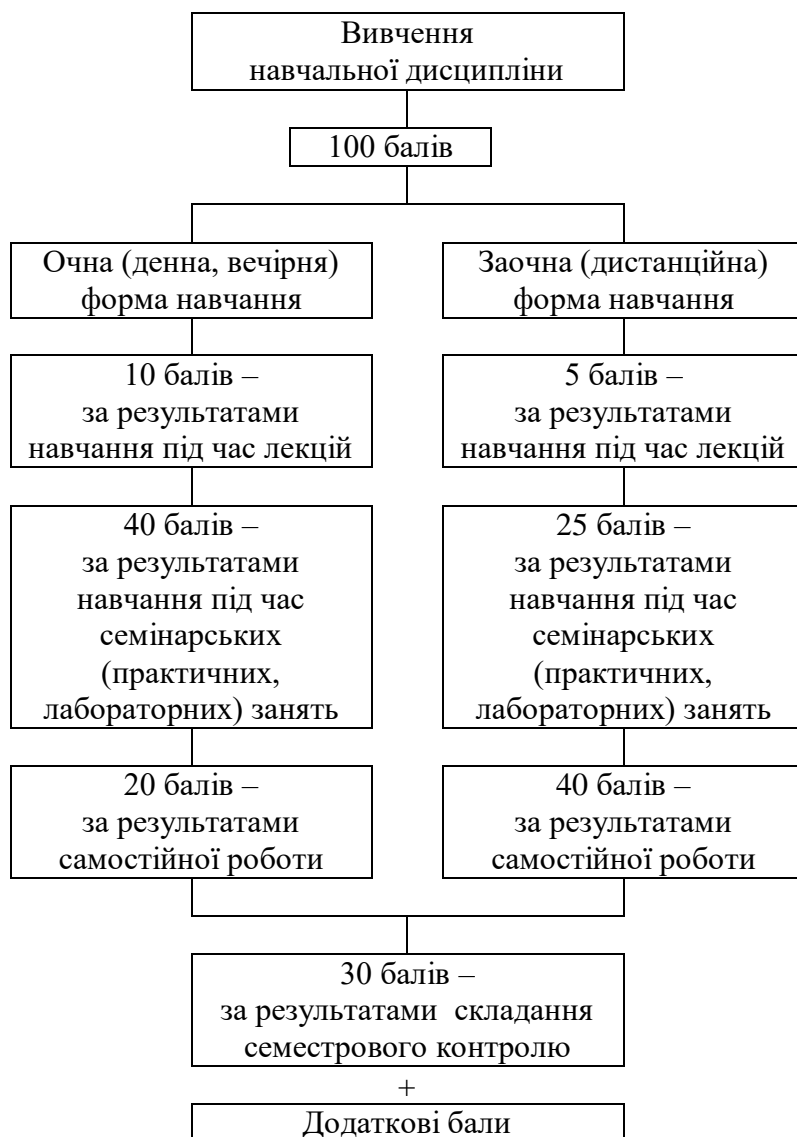 Вивчення
навчальної дисципліни
100 балів
Очна (денна, вечірня)
форма навчання
10 балів –
за результатами
навчання під час лекцій
40 балів –
за результатами
навчання під час
семінарських
(практичних,
лабораторних) занять
20 балів –
за результатами
самостійної роботи
Заочна (дистанційна)
форма навчання
5 балів –
за результатами
навчання під час лекцій
25 балів –
за результатами
навчання під час
семінарських
(практичних,
лабораторних) занять
40 балів –
за результатами
самостійної роботи
30 балів –
за результатами складання
семестрового контролю
+
Додаткові бали